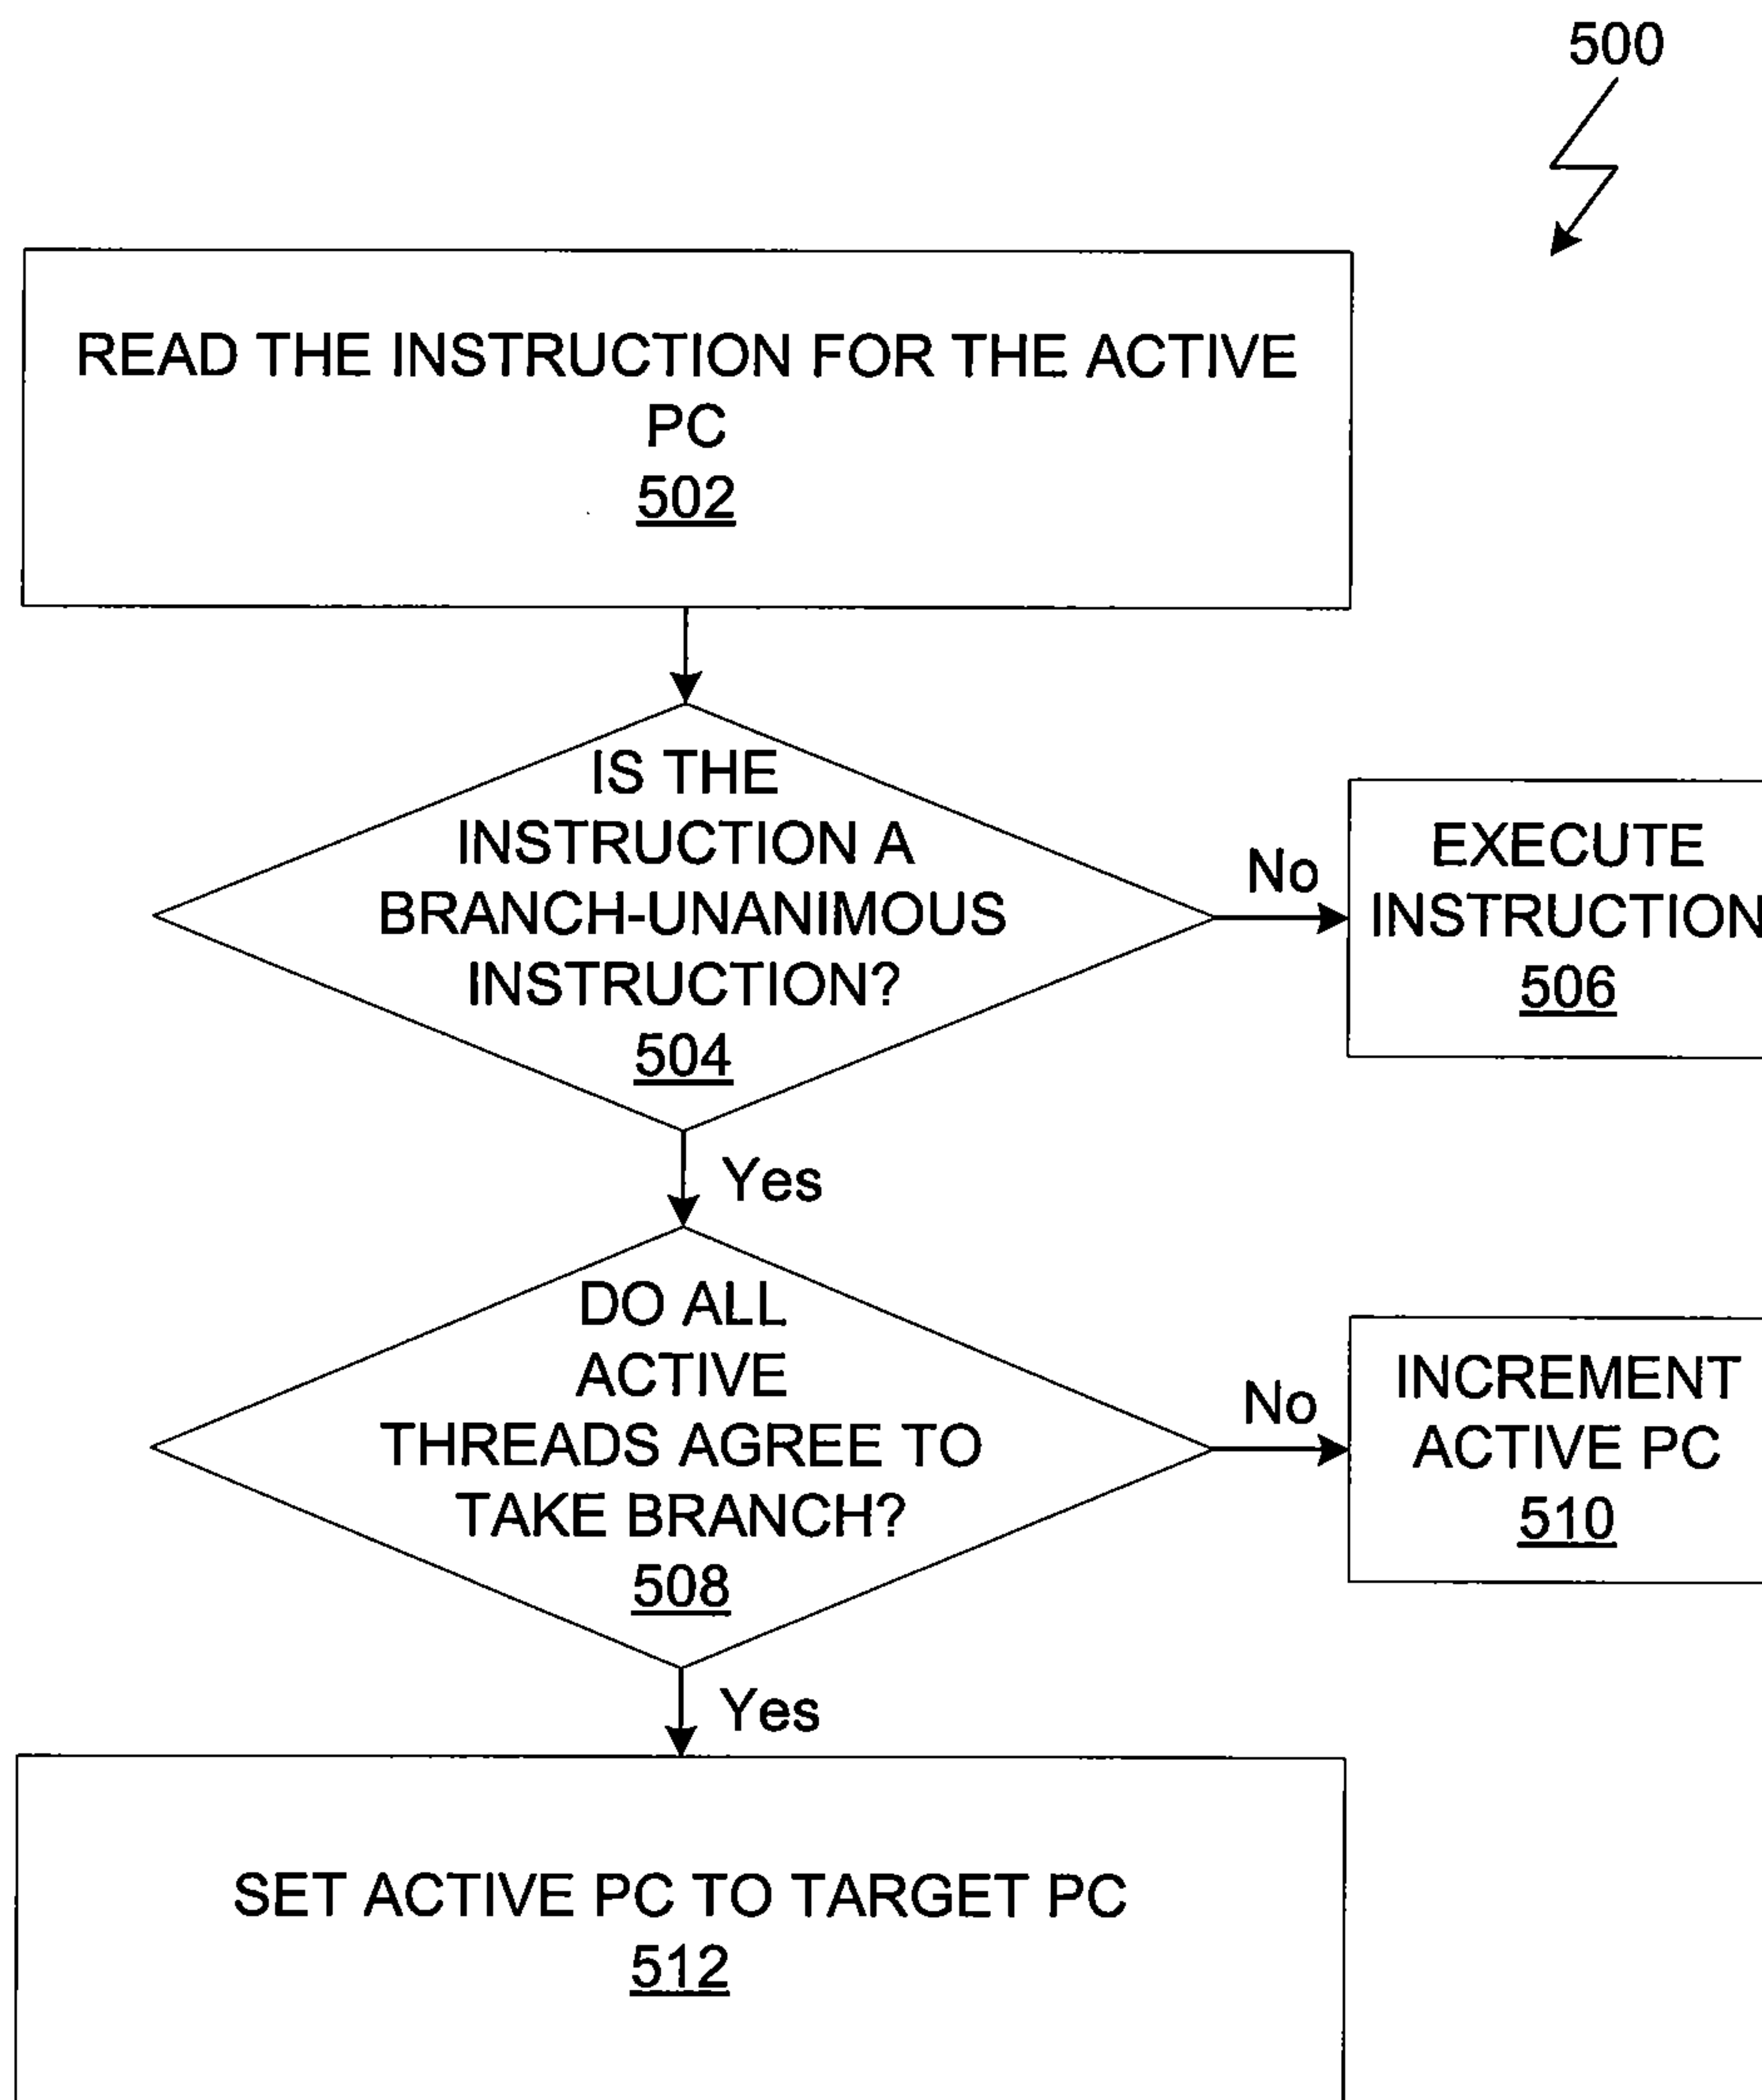 500
READ THE INSTRUCTION FOR THE ACTIVE
PC
502
IS THE
INSTRUCTION A
BRANCH-UNANIMOUS
INSTRUCTION?
504
No
EXECUTE
INSTRUCTION
506
Yes
DO ALL
ACTIVE
THREADS AGREE TO
TAKE BRANCH?
508
No
INCREMENT
ACTIVE PC
510
Yes
SET ACTIVE PC TO TARGET PC
512